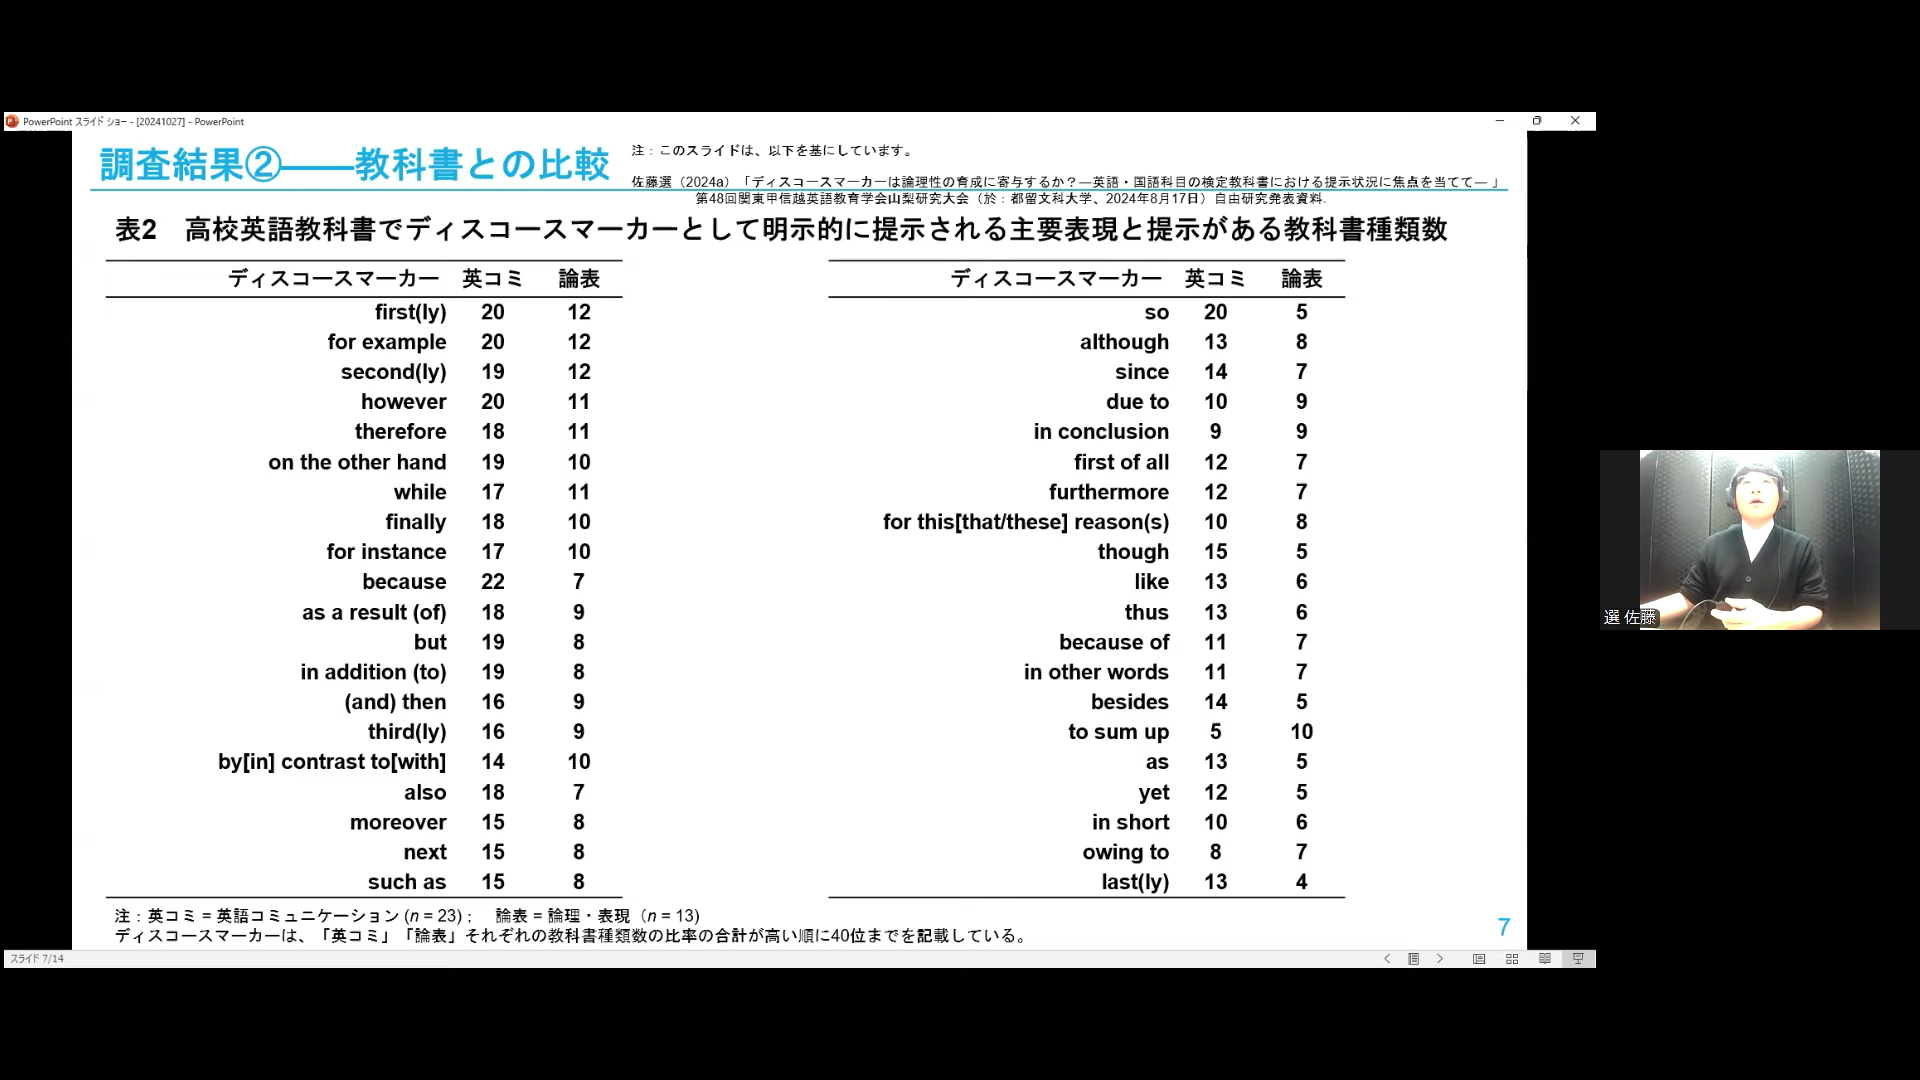 PowerPoint スライド ショー - [20241027] - PowerPoint
調査結果②――教科書との比較
注：このスライドは、以下を基にしています。
佐藤選（2024a）「ディスコースマーカーは論理性の育成に寄与するか？―英語・国語科目の検定教科書における提示状況に焦点を当てて― 」
第48回関東甲信越英語教育学会山梨研究大会（於：都留文科大学、2024年8月17日）自由研究発表資料.
表2　高校英語教科書でディスコースマーカーとして明示的に提示される主要表現と提示がある教科書種類数
ディスコースマーカー 英コミ 論表
first(ly) 20 12
for example 20 12
second(ly) 19 12
however 20 11
therefore 18 11
on the other hand 19 10
while 17 11
finally 18 10
for instance 17 10
because 22 7
as a result (of) 18 9
but 19 8
in addition (to) 19 8
(and) then 16 9
third(ly) 16 9
by[in] contrast to[with] 14 10
also 18 7
moreover 15 8
next 15 8
such as 15 8
ディスコースマーカー 英コミ 論表
so 20 5
although 13 8
since 14 7
due to 10 9
in conclusion 9 9
first of all 12 7
furthermore 12 7
for this[that/these] reason(s) 10 8
though 15 5
like 13 6
thus 13 6
because of 11 7
in other words 11 7
besides 14 5
to sum up 5 10
as 13 5
yet 12 5
in short 10 6
owing to 8 7
last(ly) 13 4
注：英コミ = 英語コミュニケーション (n = 23)；　論表 = 論理・表現（n = 13)
ディスコースマーカーは、「英コミ」「論表」それぞれの教科書種類数の比率の合計が高い順に40位までを記載している。
7
スライド 7/14
選 佐藤